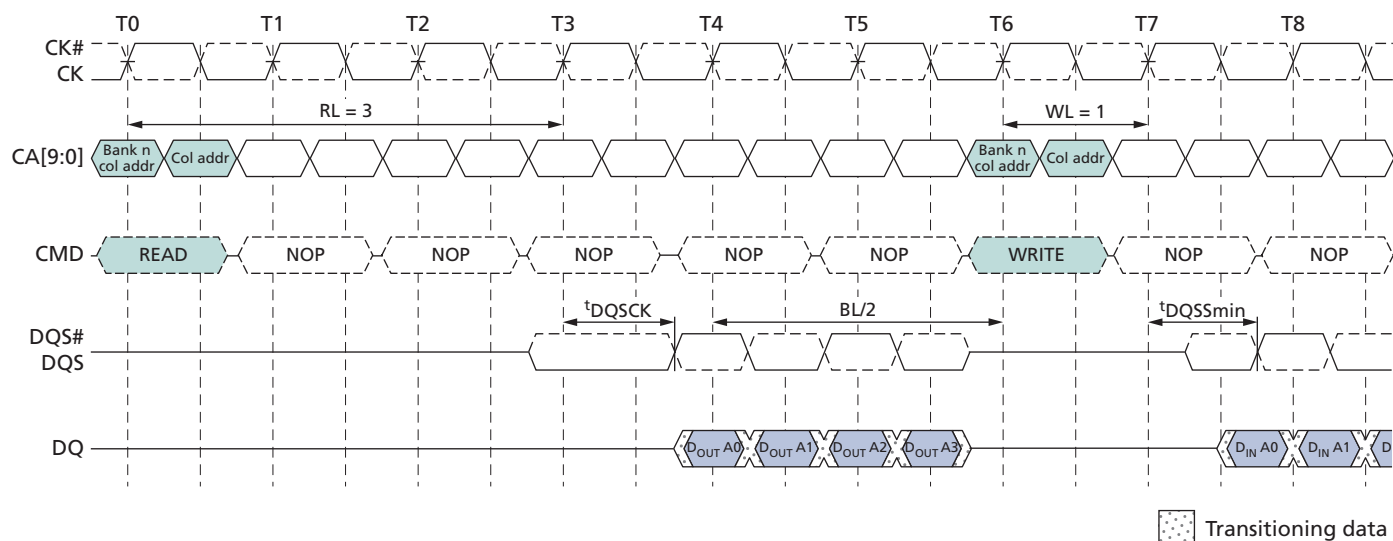 T0 T1 T2 T3 T4 T5 T6 T7 T8
CK#
CK
RL = 3 WL = 1
CA[9:0] Bank n col addr Col addr Bank n col addr Col addr
CMD READ NOP NOP NOP NOP NOP WRITE NOP NOP
tDQSCK BL/2 tDQSSmin
DQS#
DQS
DQ DOUT A0 DOUT A1 DOUT A2 DOUT A3 DIN A0 DIN A1 D
Transitioning data